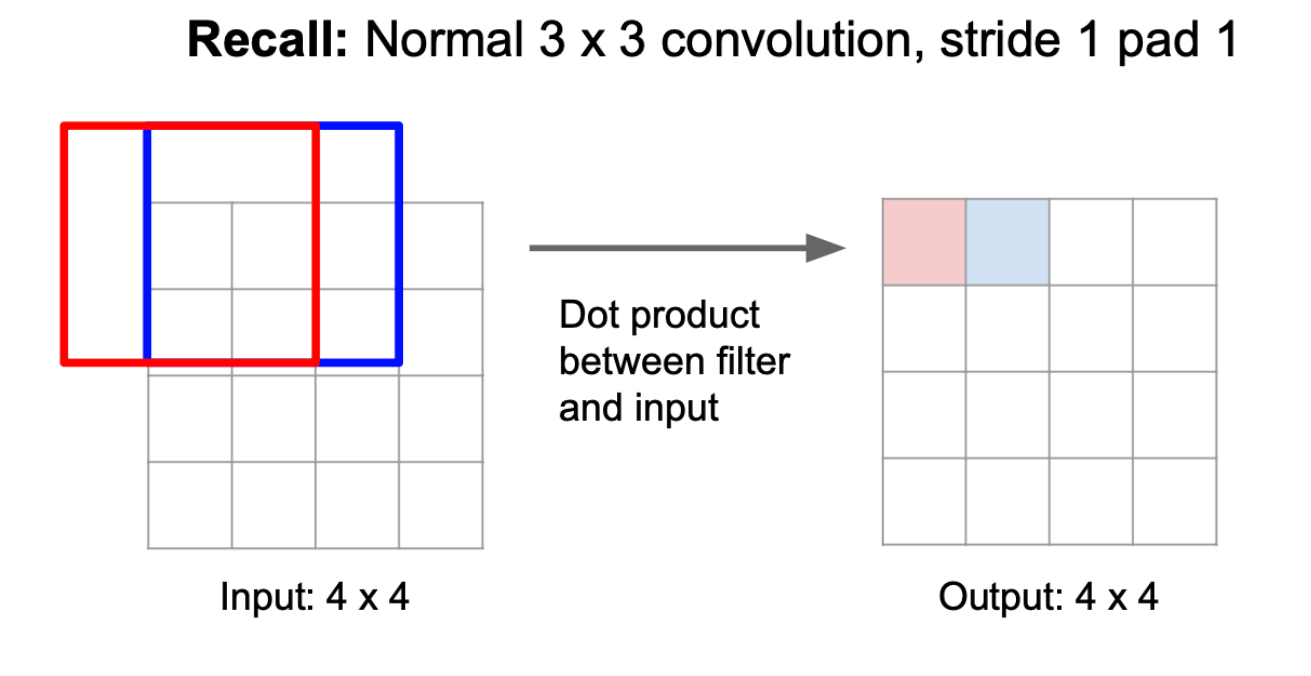 Recall: Normal 3 x 3 convolution, stride 1 pad 1
Dot product
between filter
and input
Input: 4 x 4
Output: 4 x 4